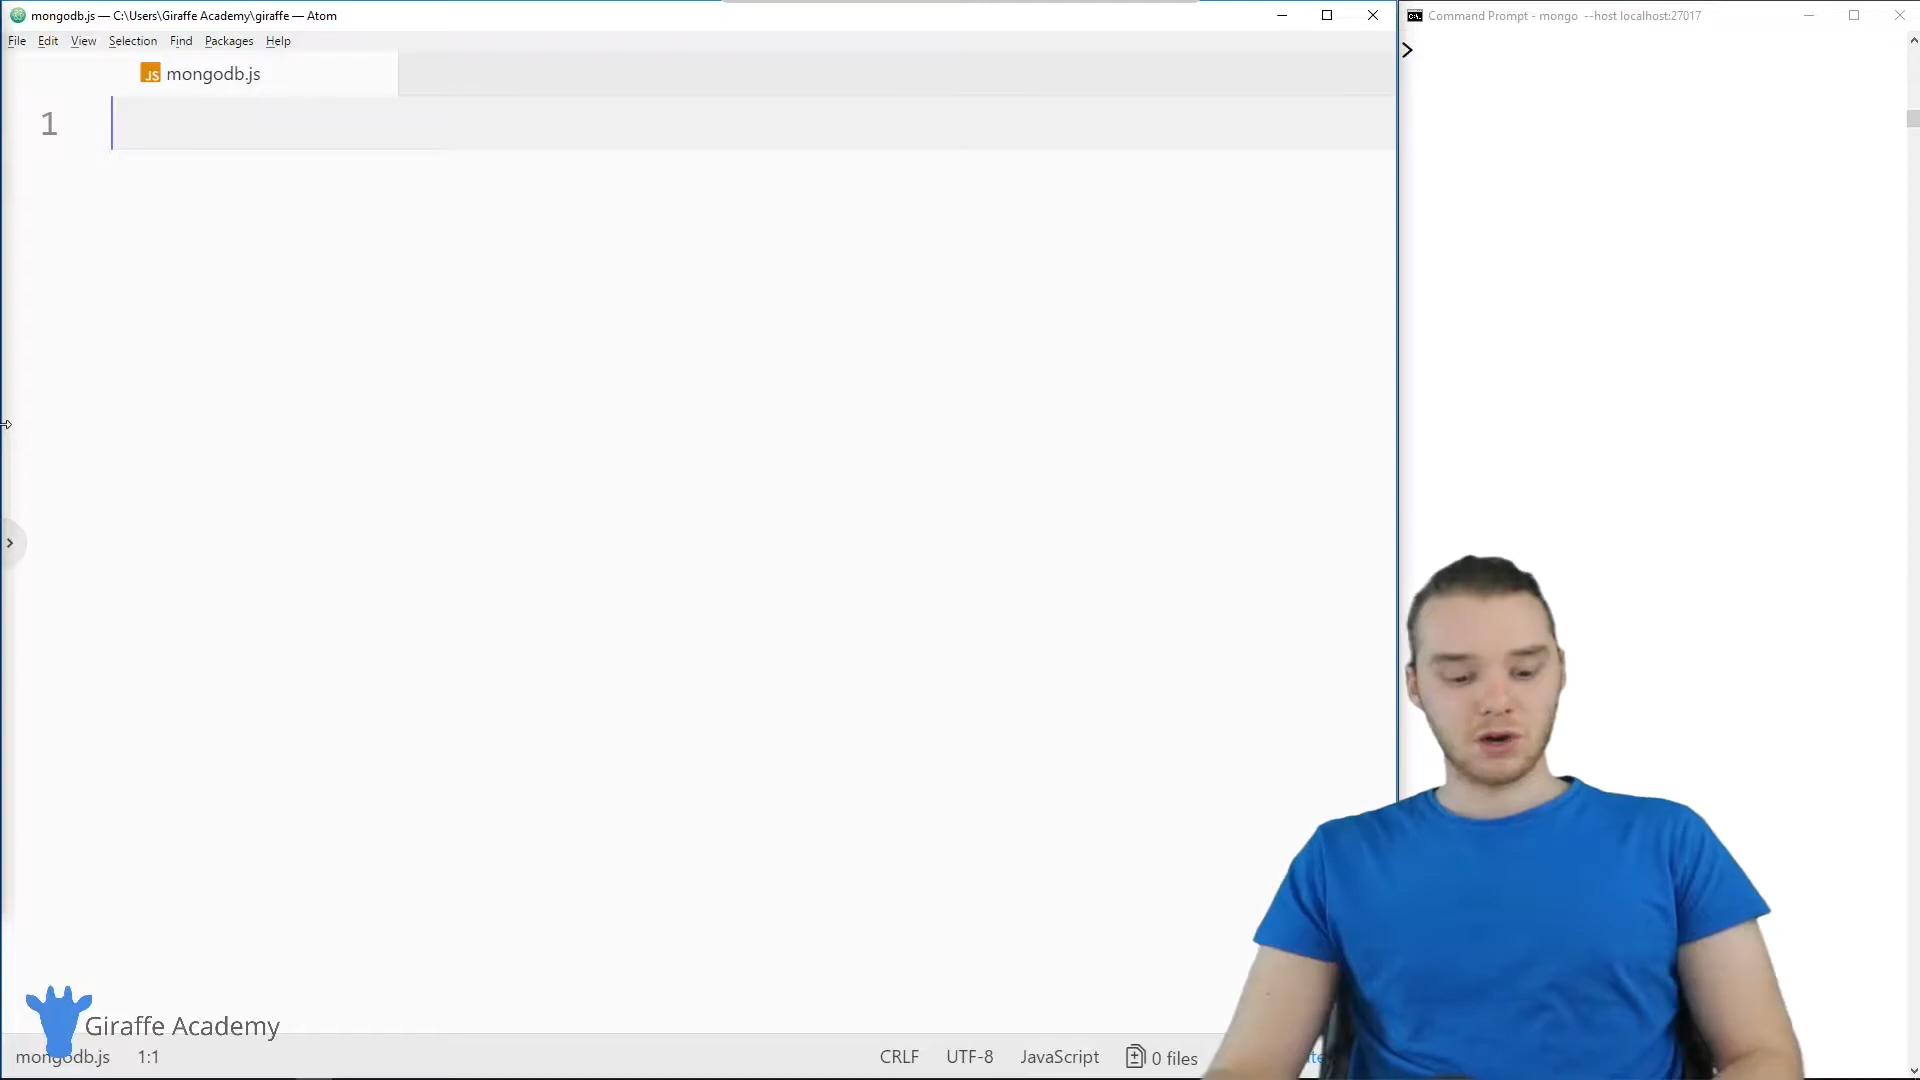 mongodb.js — C:\Users\Giraffe Academy\giraffe — Atom
File Edit View Selection Find Packages Help
JS mongodb.js
1
Command Prompt - mongo --host localhost:27017
>
Giraffe Academy
mongodb.js 1:1 CRLF UTF-8 JavaScript 0 files